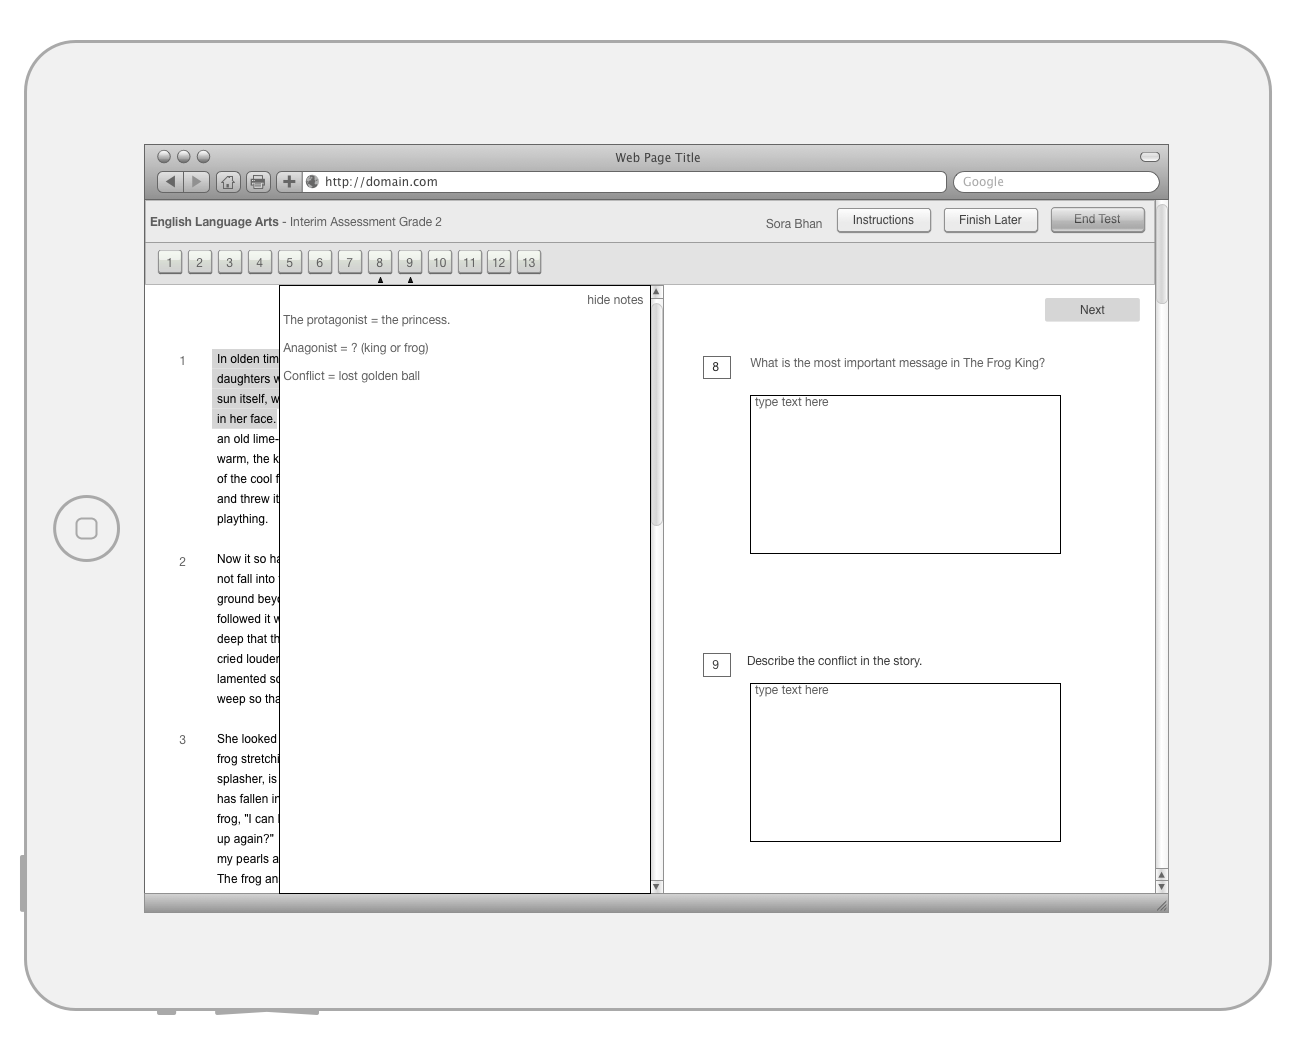 Web Page Title
http://domain.com
Google
English Language Arts - Interim Assessment Grade 2
Sora Bhan
Instructions
Finish Later
End Test
1 2 3 4 5 6 7 8 9 10 11 12 13
hide notes
The protagonist = the princess.
Anagonist = ? (king or frog)
Conflict = lost golden ball
1
In olden tim
daughters w
sun itself, w
in her face.
an old lime-
warm, the k
of the cool f
and threw it
plaything.
2
Now it so ha
not fall into
ground beyo
followed it w
deep that th
cried louder
lamented so
weep so tha
3
She looked
frog stretchi
splasher, is
has fallen in
frog, "I can
up again?"
my pearls a
The frog an
Next
8
What is the most important message in The Frog King?
type text here
9
Describe the conflict in the story.
type text here